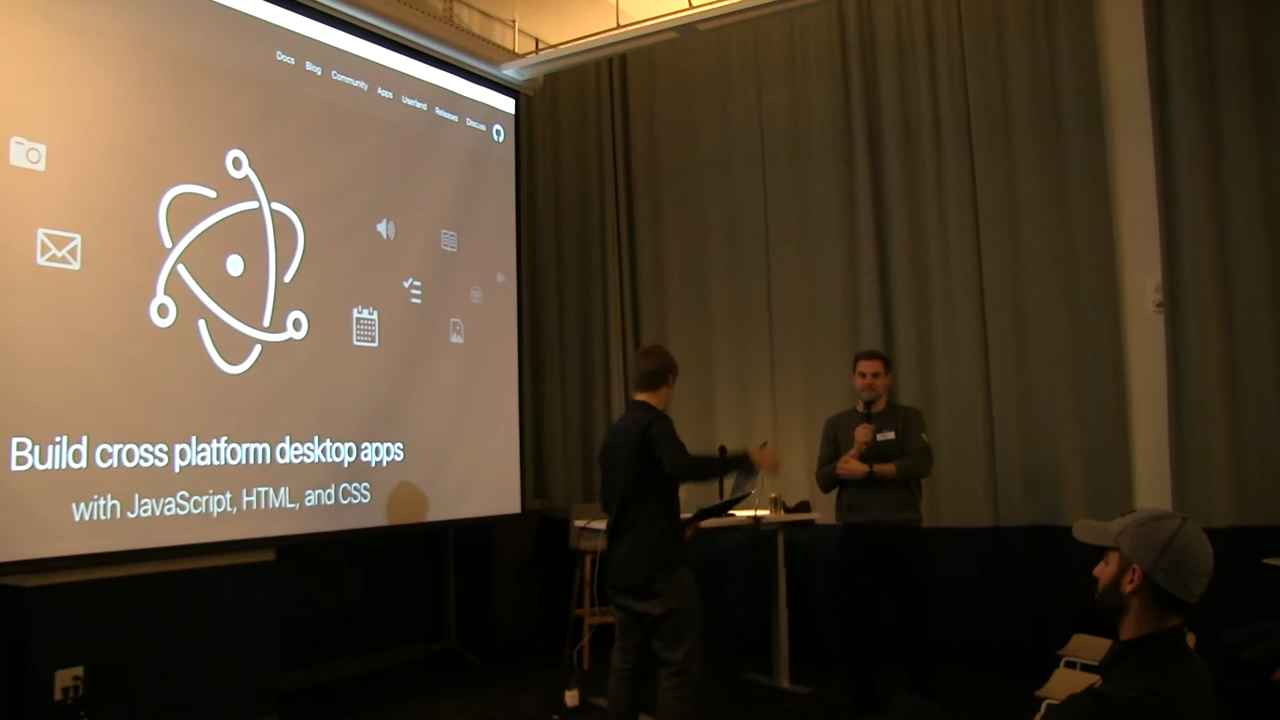 Docs Blog Community Apps Userland Releases Discuss
Build cross platform desktop apps
with JavaScript, HTML, and CSS